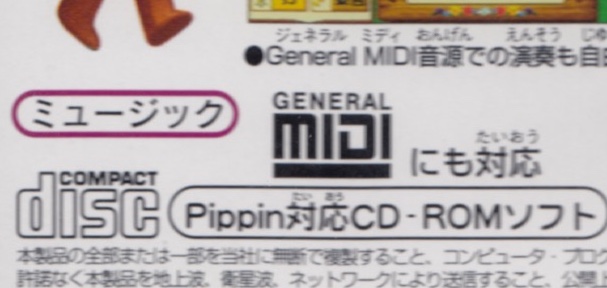 ジェネラル ミディ おんげん えんそう
●General MIDI音源での演奏も自由
ミュージック
GENERAL
MIDI
たいおう
にも対応
COMPACT
disc
たいおう
Pippin対応CD-ROMソフト
本製品の全部または一部を当社に無断で複製すること、コンピュータ・プログ
許諾なく本製品を地上波、衛星波、ネットワークにより送信すること、公開上